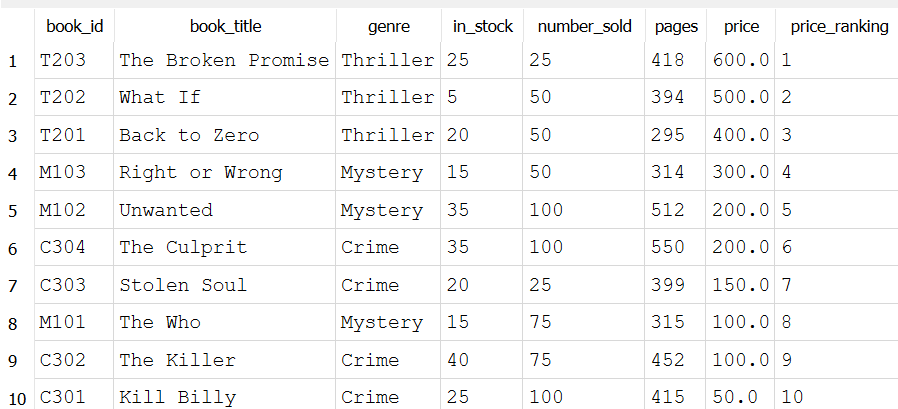 book_id book_title genre in_stock number_sold pages price price_ranking
1 T203 The Broken Promise Thriller 25 25 418 600.0 1
2 T202 What If Thriller 5 50 394 500.0 2
3 T201 Back to Zero Thriller 20 50 295 400.0 3
4 M103 Right or Wrong Mystery 15 50 314 300.0 4
5 M102 Unwanted Mystery 35 100 512 200.0 5
6 C304 The Culprit Crime 35 100 550 200.0 6
7 C303 Stolen Soul Crime 20 25 399 150.0 7
8 M101 The Who Mystery 15 75 315 100.0 8
9 C302 The Killer Crime 40 75 452 100.0 9
10 C301 Kill Billy Crime 25 100 415 50.0 10